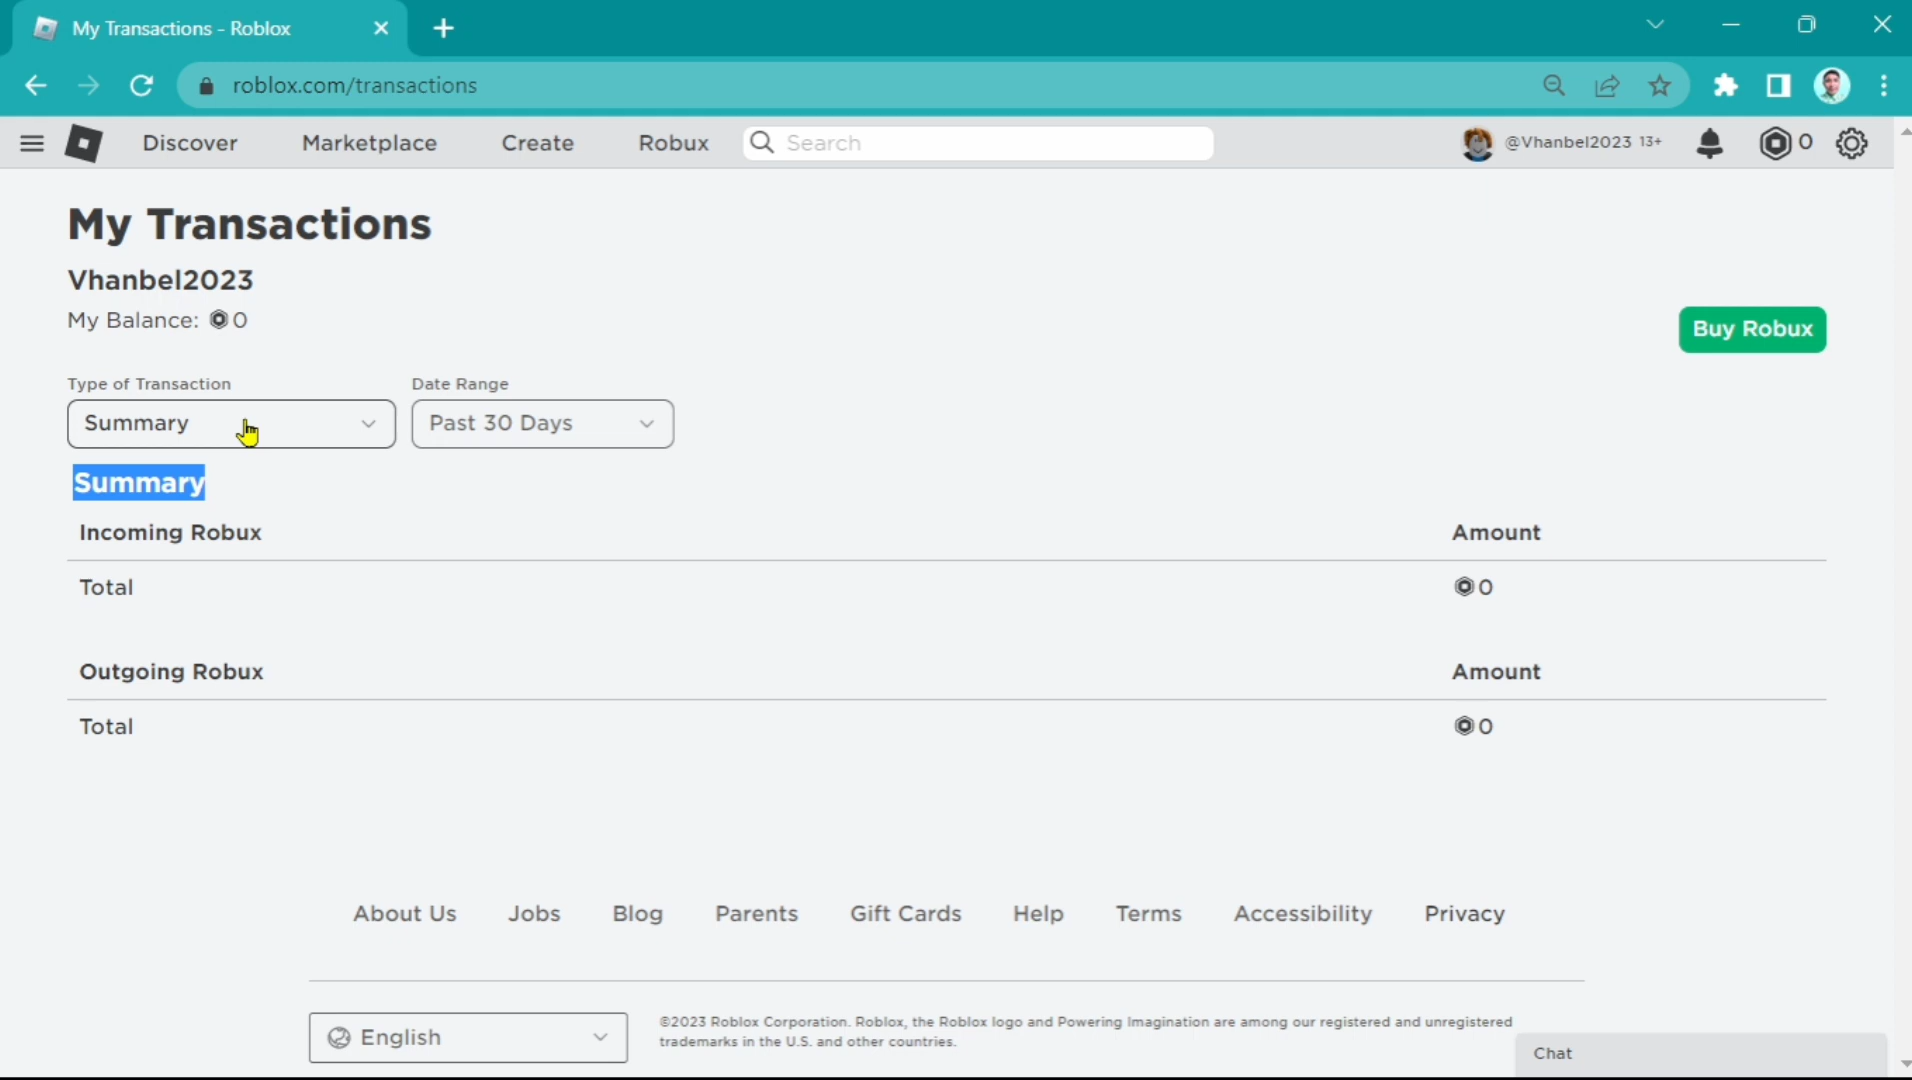 My Transactions - Roblox
roblox.com/transactions
Discover Marketplace Create Robux Search @Vhanbel2023 13+ 0
My Transactions
Vhanbel2023
My Balance: 0
Buy Robux
Type of Transaction Date Range
Summary Past 30 Days
Summary
Incoming Robux Amount
Total 0
Outgoing Robux Amount
Total 0
About Us Jobs Blog Parents Gift Cards Help Terms Accessibility Privacy
English
©2023 Roblox Corporation. Roblox, the Roblox logo and Powering Imagination are among our registered and unregistered
trademarks in the U.S. and other countries.
Chat